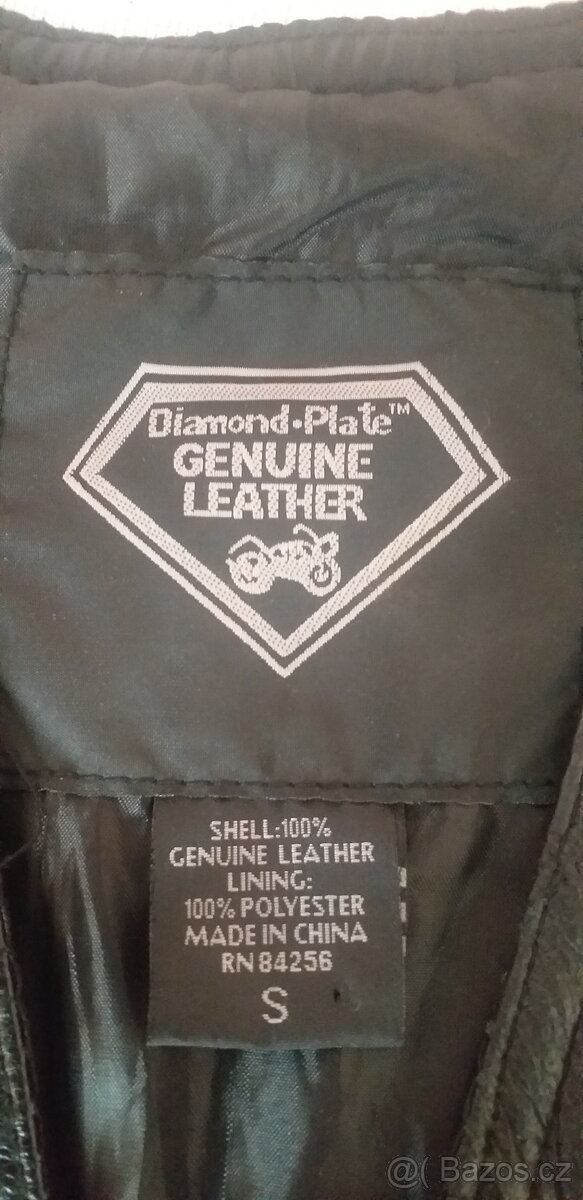 Diamond•Plate™
GENUINE
LEATHER
SHELL:100%
GENUINE LEATHER
LINING:
100% POLYESTER
MADE IN CHINA
RN 84256
S
@( Bazos.cz